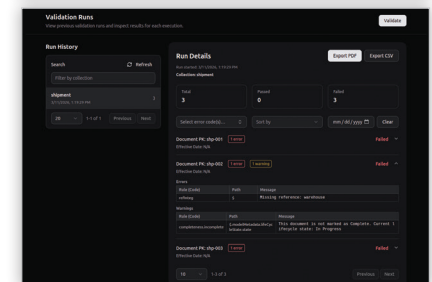 Validation Runs
View previous validation runs and inspect results for each execution.
Validate
Run History
Search
Refresh
Filter by collection
shipment
20
1-1 of 1
Previous
Next
Run Details
Export PDF
Export CSV
Collection: shipment
Total
3
Passed
0
Failed
3
Select error code(s)...
Sort by
mm/dd/yyyy
Clear
Document PK: shp-001
1 error
Failed
Effective Date: N/A
Document PK: shp-002
1 error
1 warning
Failed
Effective Date: N/A
Errors
Rule (Code)
Path
Message
Missing reference: warehouse
Warnings
Rule (Code)
Path
Message
This document is not marked as Complete. Current l
ifecycle state: In Progress
Document PK: shp-003
1 error
Failed
Effective Date: N/A
10
1-3 of 3
Previous
Next